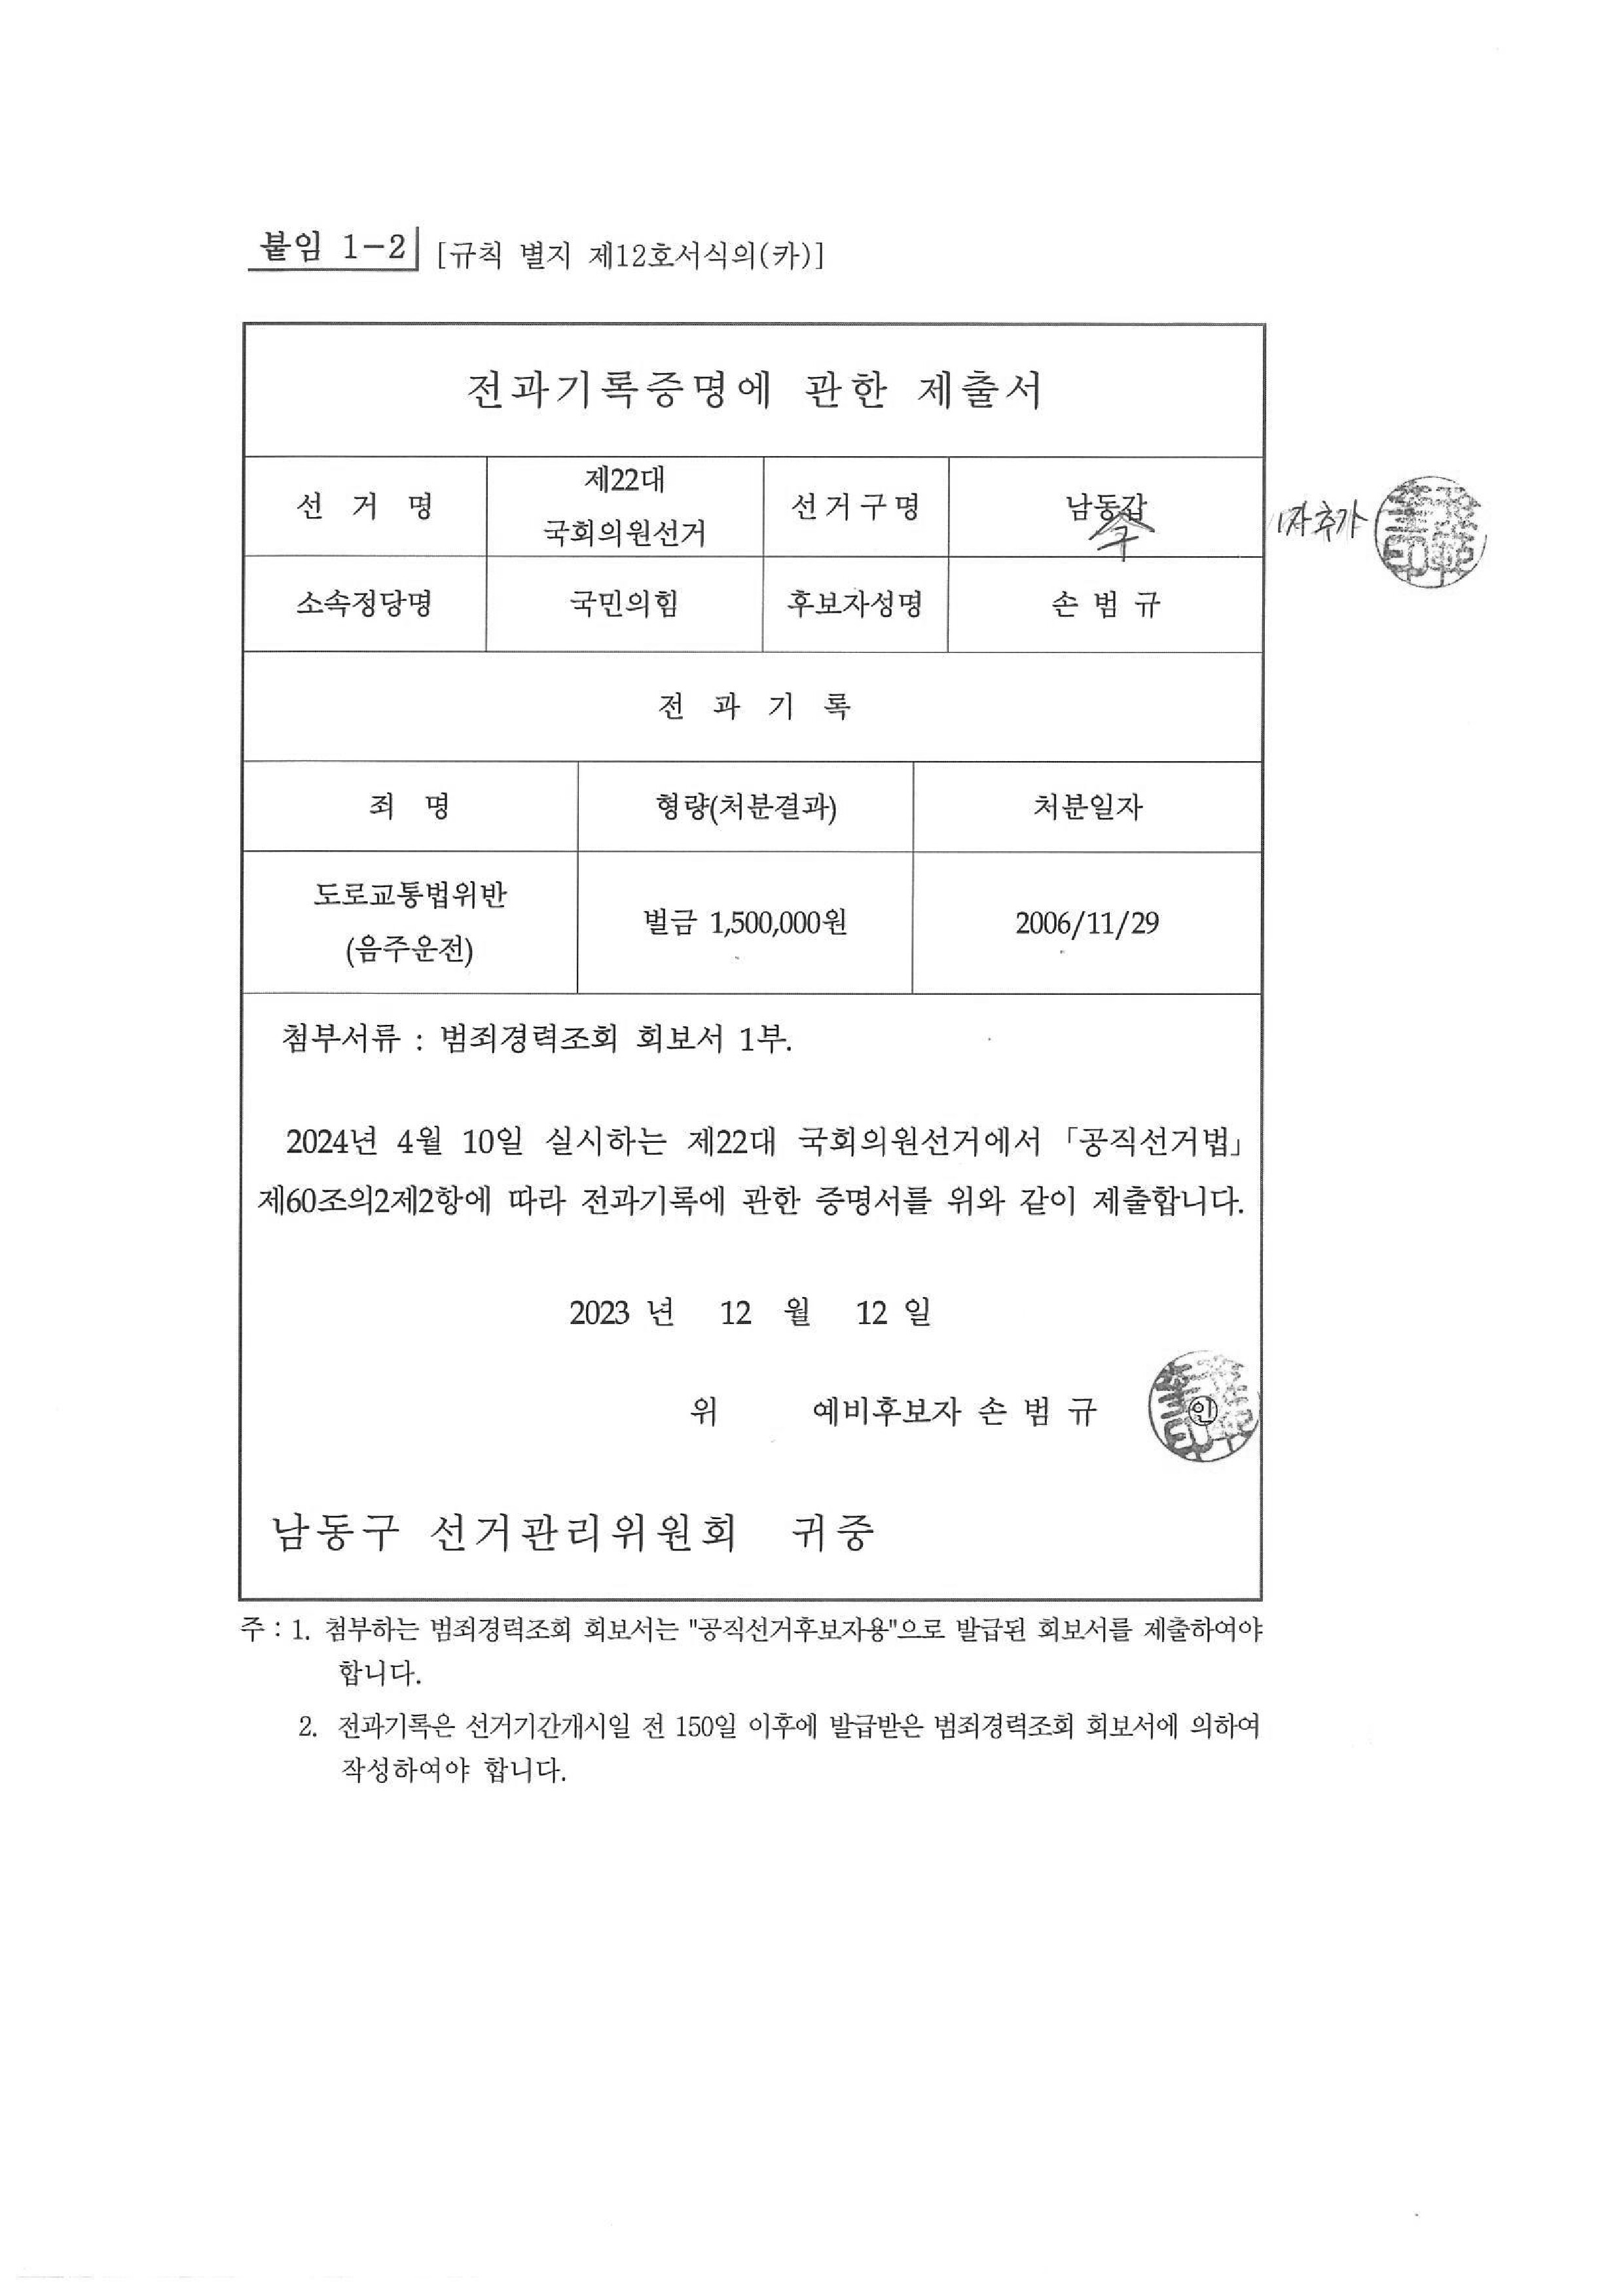 붙임 1-2 [규칙 별지 제12호서식의(카)]
전과기록증명에 관한 제출서
선 거 명
제22대
국회의원선거
선거구명
남동갑
구
1자추가
소속정당명
국민의힘
후보자성명
손 범 규
전 과 기 록
죄 명
형량(처분결과)
처분일자
도로교통법위반
(음주운전)
벌금 1,500,000원
2006/11/29
첨부서류 : 범죄경력조회 회보서 1부.
2024년 4월 10일 실시하는 제22대 국회의원선거에서 「공직선거법」
제60조의2제2항에 따라 전과기록에 관한 증명서를 위와 같이 제출합니다.
2023 년 12 월 12 일
위 예비후보자 손 범 규 ㊞
남동구 선거관리위원회 귀중
주 : 1. 첨부하는 범죄경력조회 회보서는 "공직선거후보자용"으로 발급된 회보서를 제출하여야
합니다.
2. 전과기록은 선거기간개시일 전 150일 이후에 발급받은 범죄경력조회 회보서에 의하여
작성하여야 합니다.